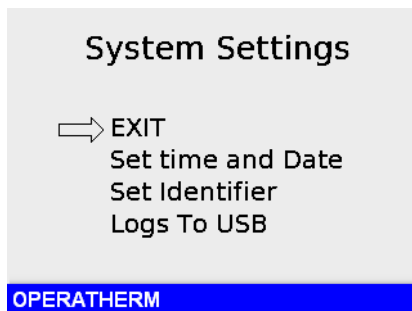 System Settings
EXIT
Set time and Date
Set Identifier
Logs To USB
OPERATHERM